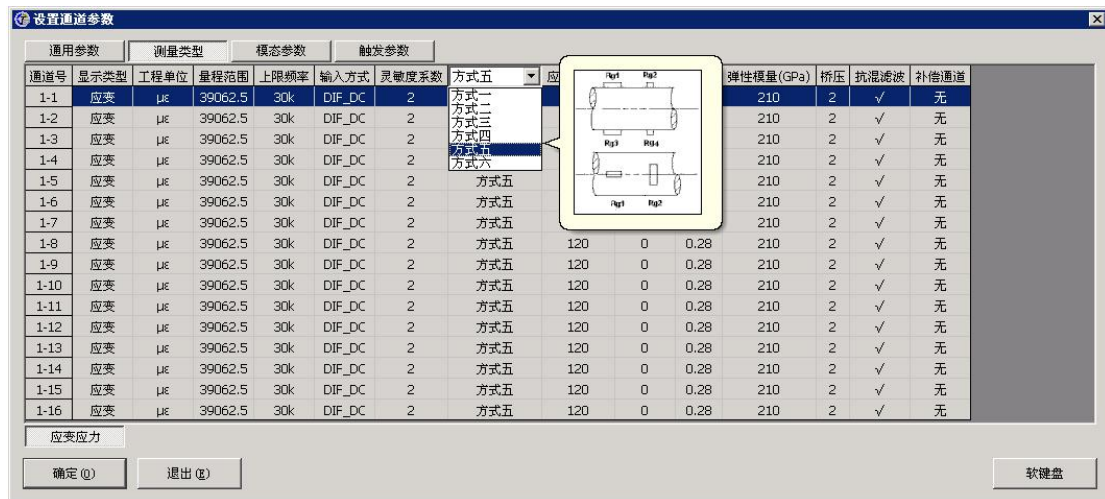 设置通道参数
通用参数 测量类型 模态参数 触发参数
通道号 显示类型 工程单位 量程范围 上限频率 输入方式 灵敏度系数 方式五 应 弹性模量(GPa) 桥压 抗混滤波 补偿通道
1-1 应变 με 39062.5 30k DIF_DC 2 210 2 √ 无
1-2 应变 με 39062.5 30k DIF_DC 2 210 2 √ 无
1-3 应变 με 39062.5 30k DIF_DC 2 210 2 √ 无
1-4 应变 με 39062.5 30k DIF_DC 2 210 2 √ 无
1-5 应变 με 39062.5 30k DIF_DC 2 方式五 210 2 √ 无
1-6 应变 με 39062.5 30k DIF_DC 2 方式五 210 2 √ 无
1-7 应变 με 39062.5 30k DIF_DC 2 方式五 210 2 √ 无
1-8 应变 με 39062.5 30k DIF_DC 2 方式五 120 0 0.28 210 2 √ 无
1-9 应变 με 39062.5 30k DIF_DC 2 方式五 120 0 0.28 210 2 √ 无
1-10 应变 με 39062.5 30k DIF_DC 2 方式五 120 0 0.28 210 2 √ 无
1-11 应变 με 39062.5 30k DIF_DC 2 方式五 120 0 0.28 210 2 √ 无
1-12 应变 με 39062.5 30k DIF_DC 2 方式五 120 0 0.28 210 2 √ 无
1-13 应变 με 39062.5 30k DIF_DC 2 方式五 120 0 0.28 210 2 √ 无
1-14 应变 με 39062.5 30k DIF_DC 2 方式五 120 0 0.28 210 2 √ 无
1-15 应变 με 39062.5 30k DIF_DC 2 方式五 120 0 0.28 210 2 √ 无
1-16 应变 με 39062.5 30k DIF_DC 2 方式五 120 0 0.28 210 2 √ 无
方式一
方式二
方式三
方式四
方式五
方式六
Rg1 Rg2
Rg3 Rg4
Rg1 Rg2
应变应力
确定(O) 退出(E) 软键盘